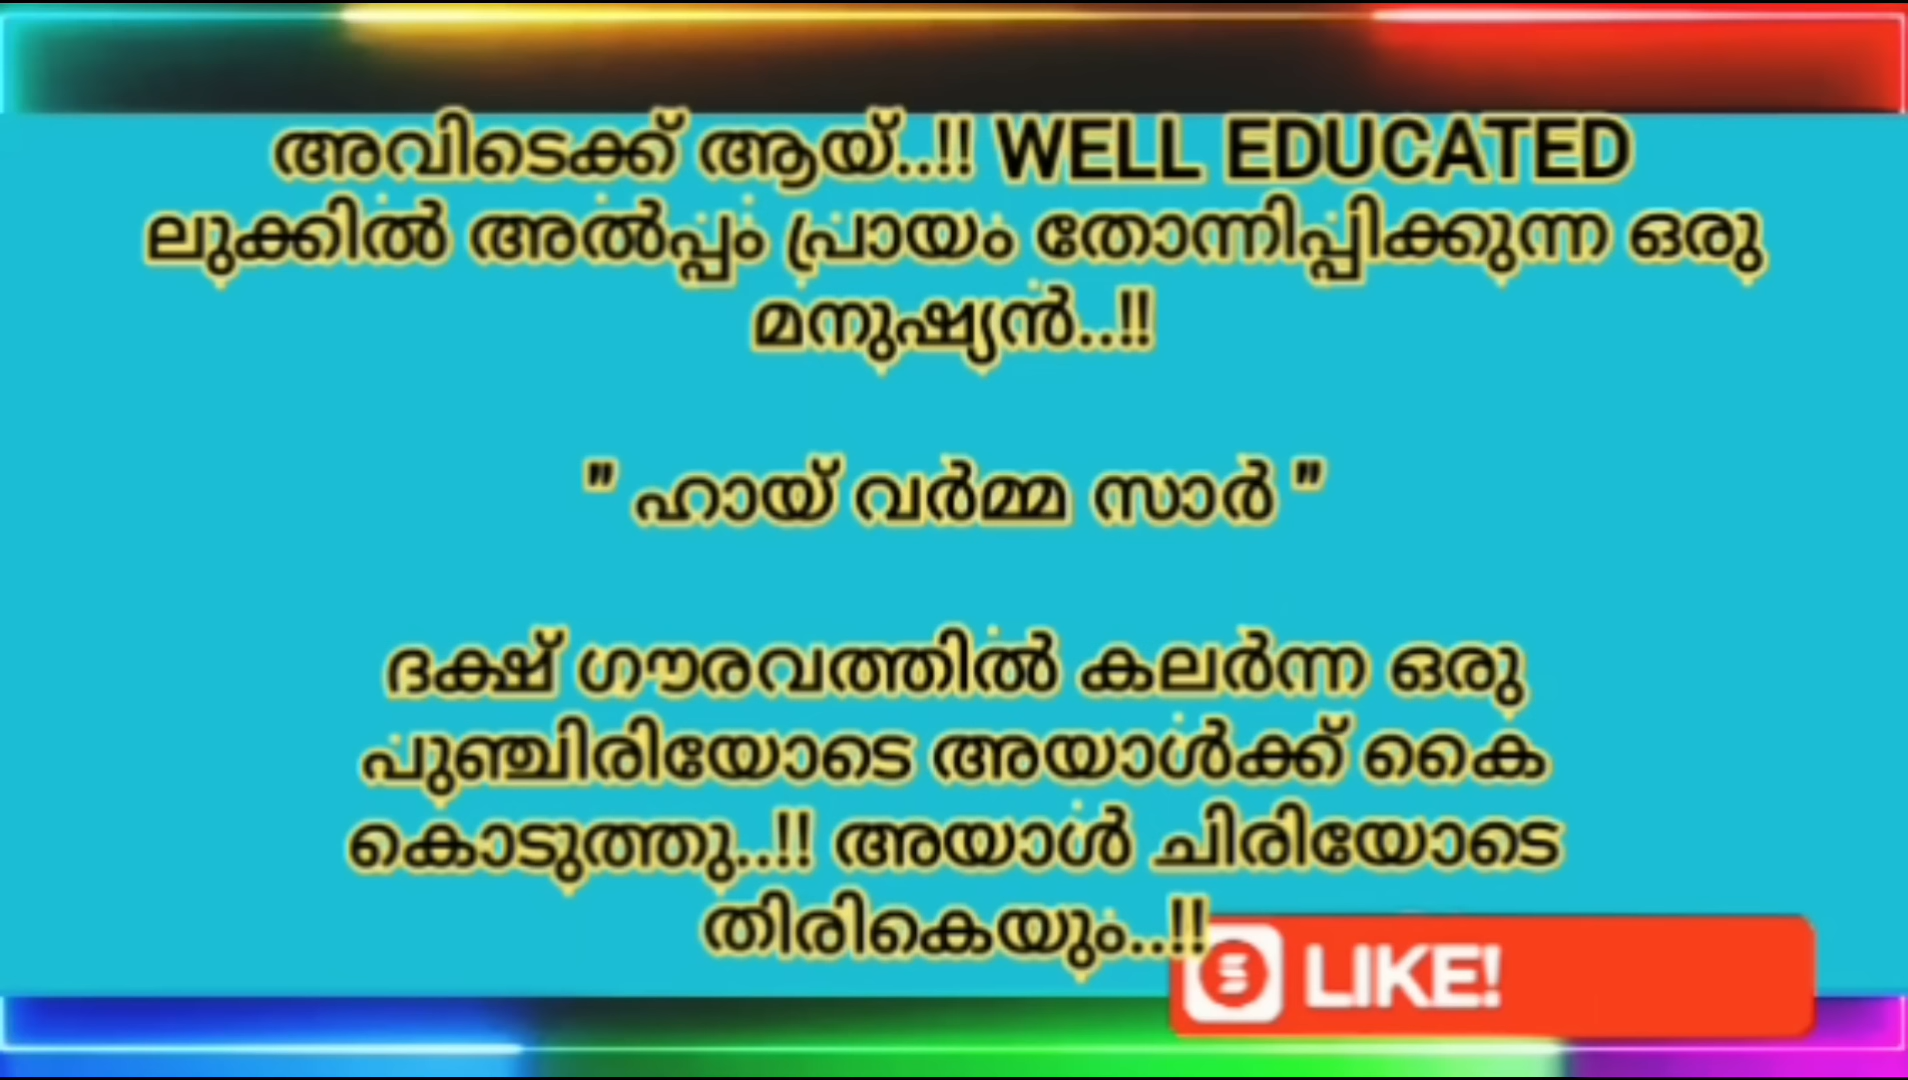 അവിടെക്ക് ആയ്..!! WELL EDUCATED
ലുക്കിൽ അൽപ്പം പ്രായം തോന്നിപ്പിക്കുന്ന ഒരു
മനുഷ്യൻ..!!
" ഹായ് വർമ്മ സാർ "
ദക്ഷ് ഗൗരവത്തിൽ കലർന്ന ഒരു
പുഞ്ചിരിയോടെ അയാൾക്ക് കൈ
കൊടുത്തു..!! അയാൾ ചിരിയോടെ
തിരികെയും..!!
LIKE!